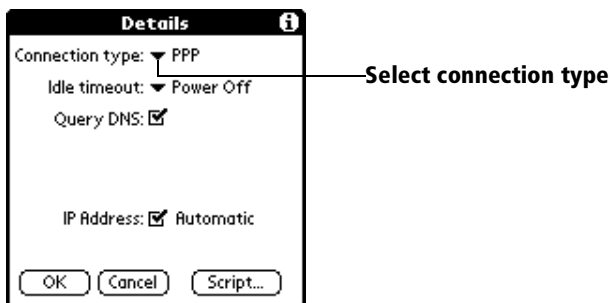 Details
Connection type: PPP
Select connection type
Idle timeout: Power Off
Query DNS:
IP Address: Automatic
OK Cancel Script...